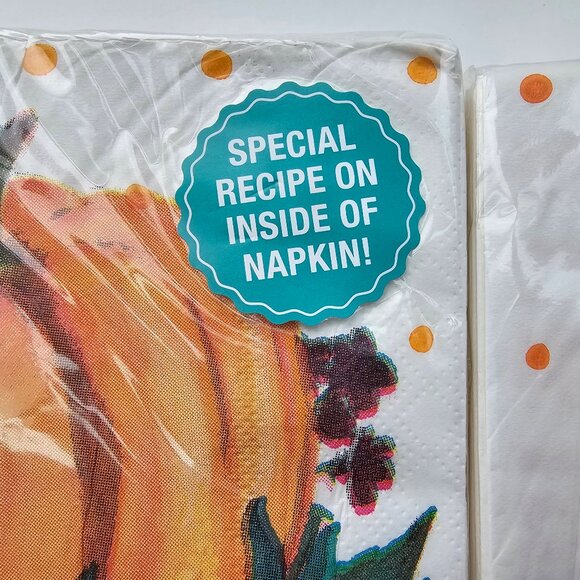 SPECIAL
RECIPE ON
INSIDE OF
NAPKIN!